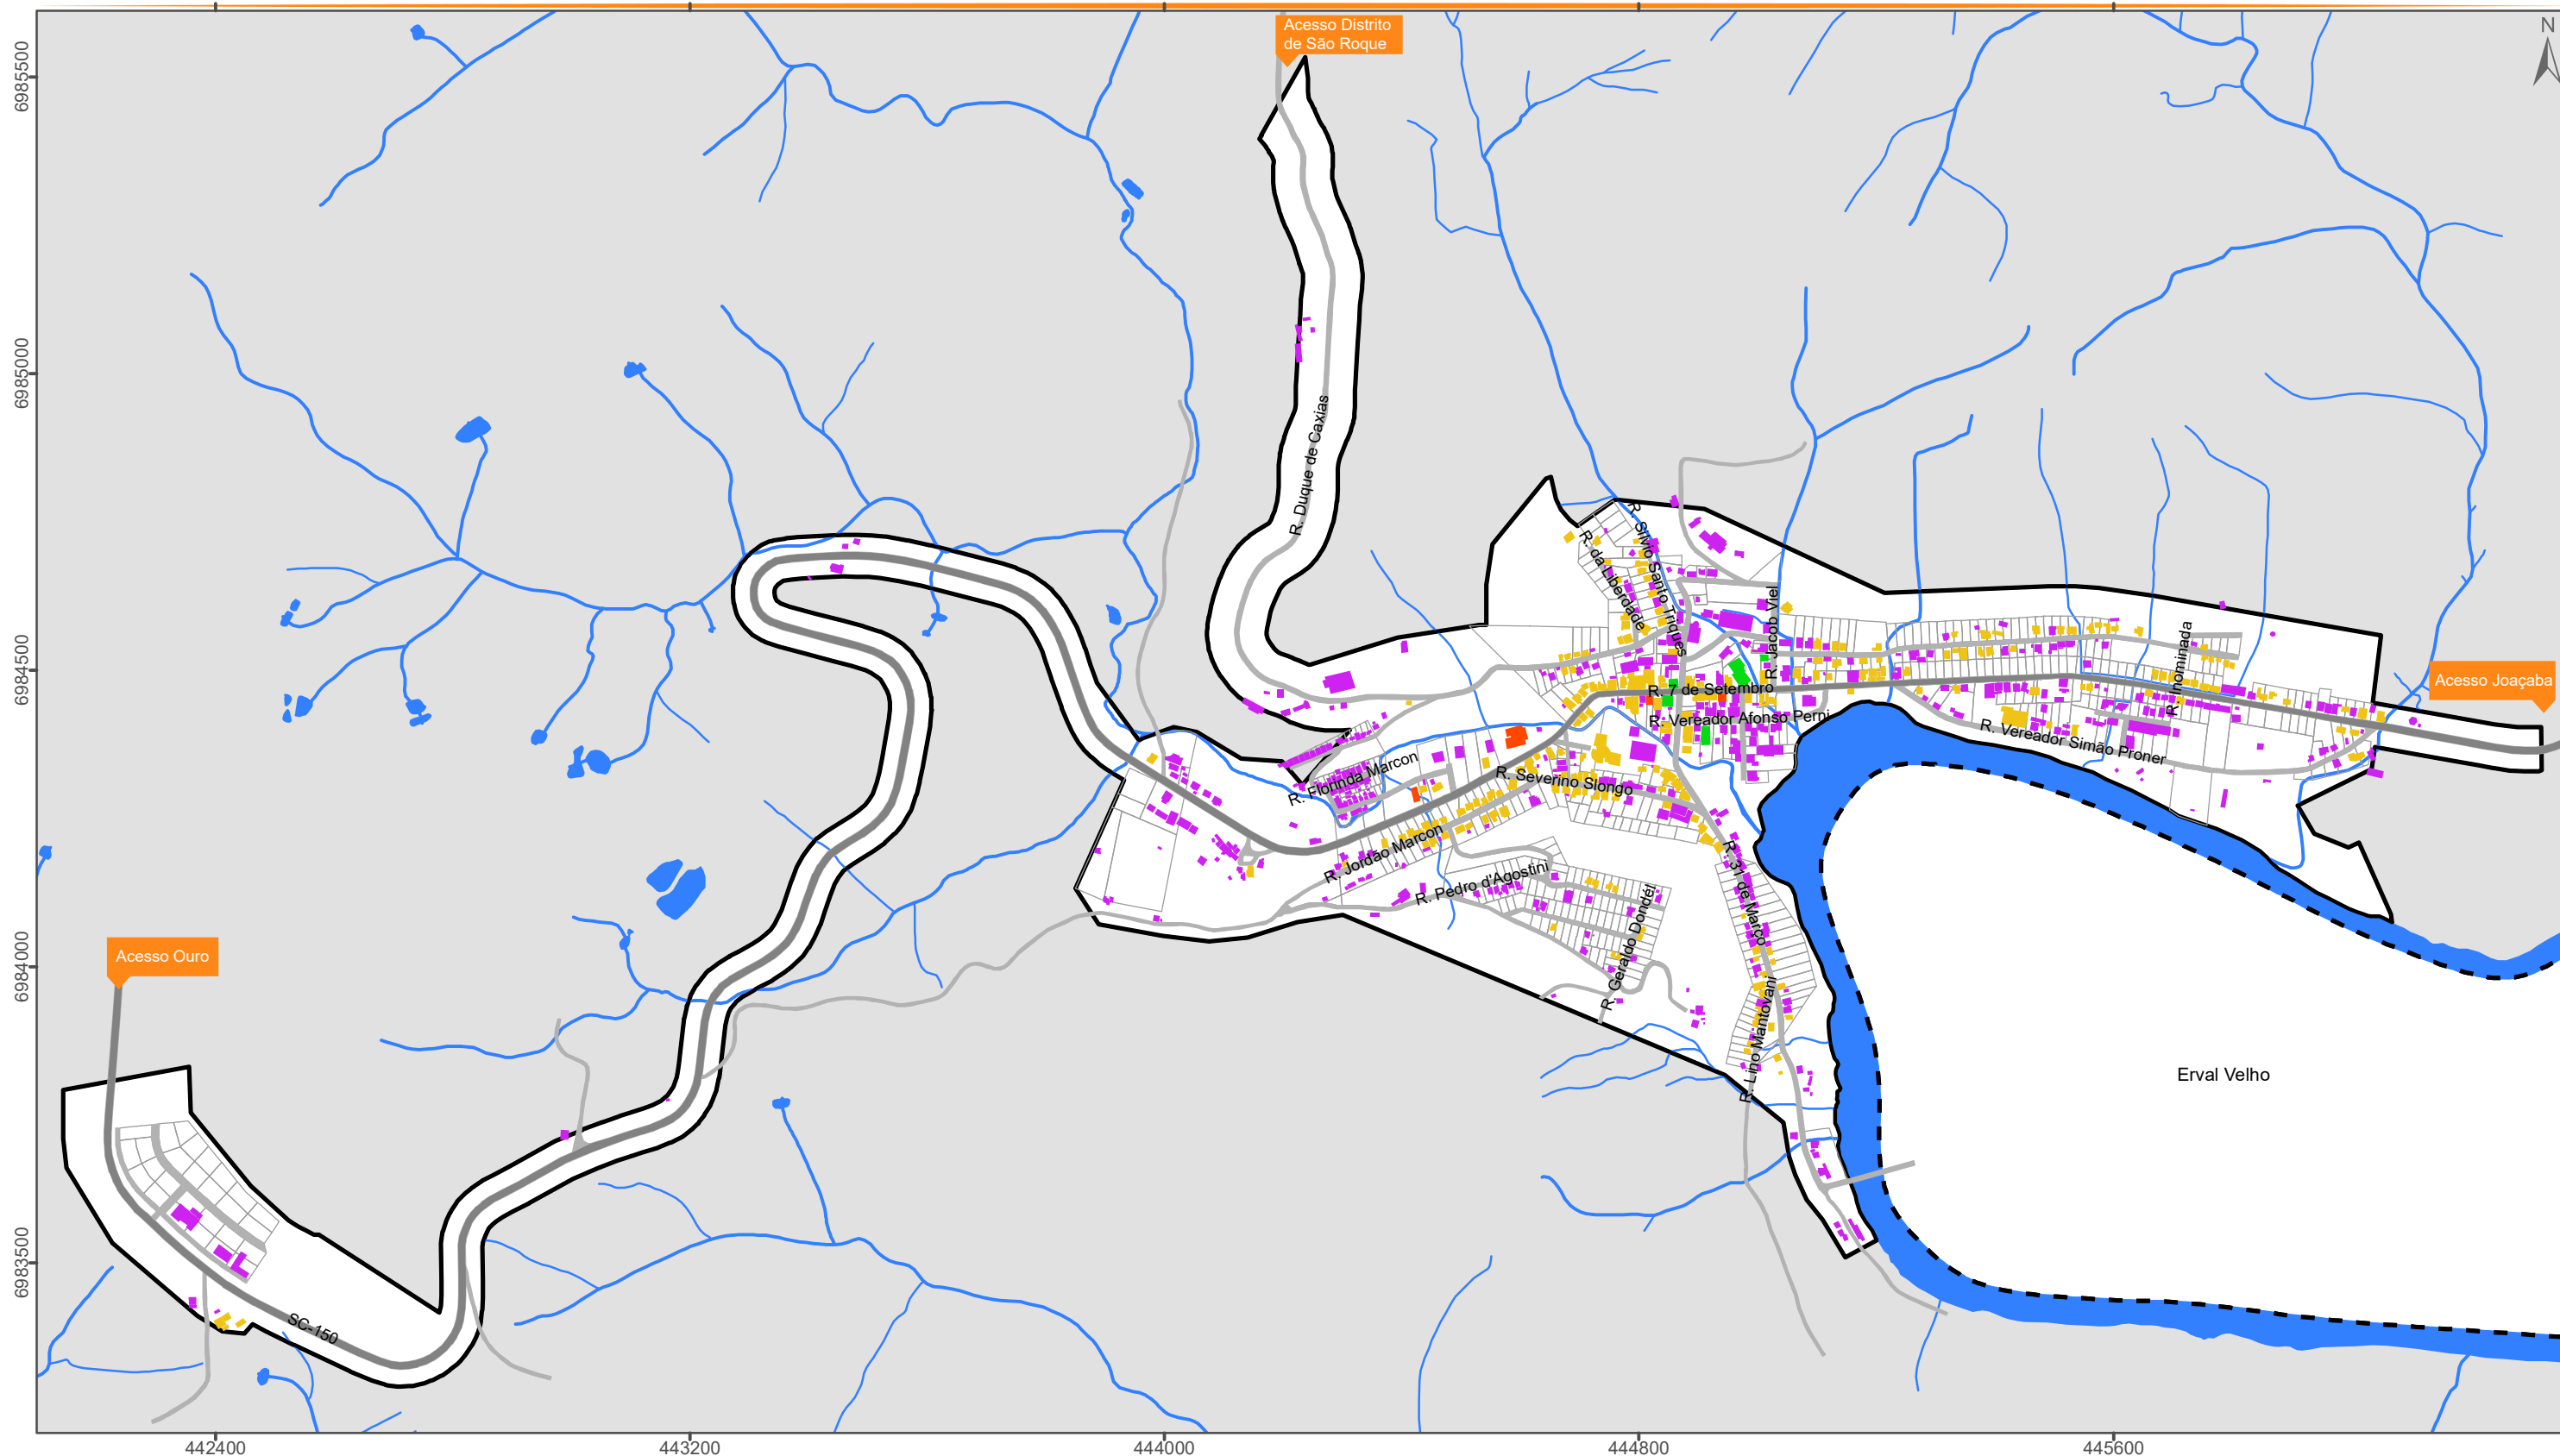 Acesso Distrito
de São Roque
N
6985500
6985000
6984500
6984000
6983500
R. Duque de Caxias
R. Silvio Santo Triques
R. da Liberdade
R. Jacob Viel
R. Inominada
Acesso Joaçaba
R. 7 de Setembro
R. Vereador Afonso Perni
R. Vereador Simão Proner
R. Florinda Marcon
R. Severino Slongo
R. Jordão Marcon
R. Pedro d'Agostini
R. 31 de Março
R. Geraldo Dondél
R. Lino Mantovani
Acesso Ouro
Erval Velho
SC-150
442400
443200
444000
444800
445600